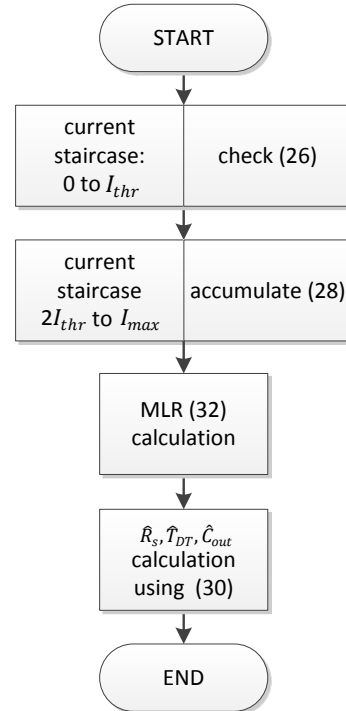 START
current
staircase:
0 to I_thr
check (26)
current
staircase
2I_thr to I_max
accumulate (28)
MLR (32)
calculation
R̂_s, T̂_DT, Ĉ_out
calculation
using (30)
END